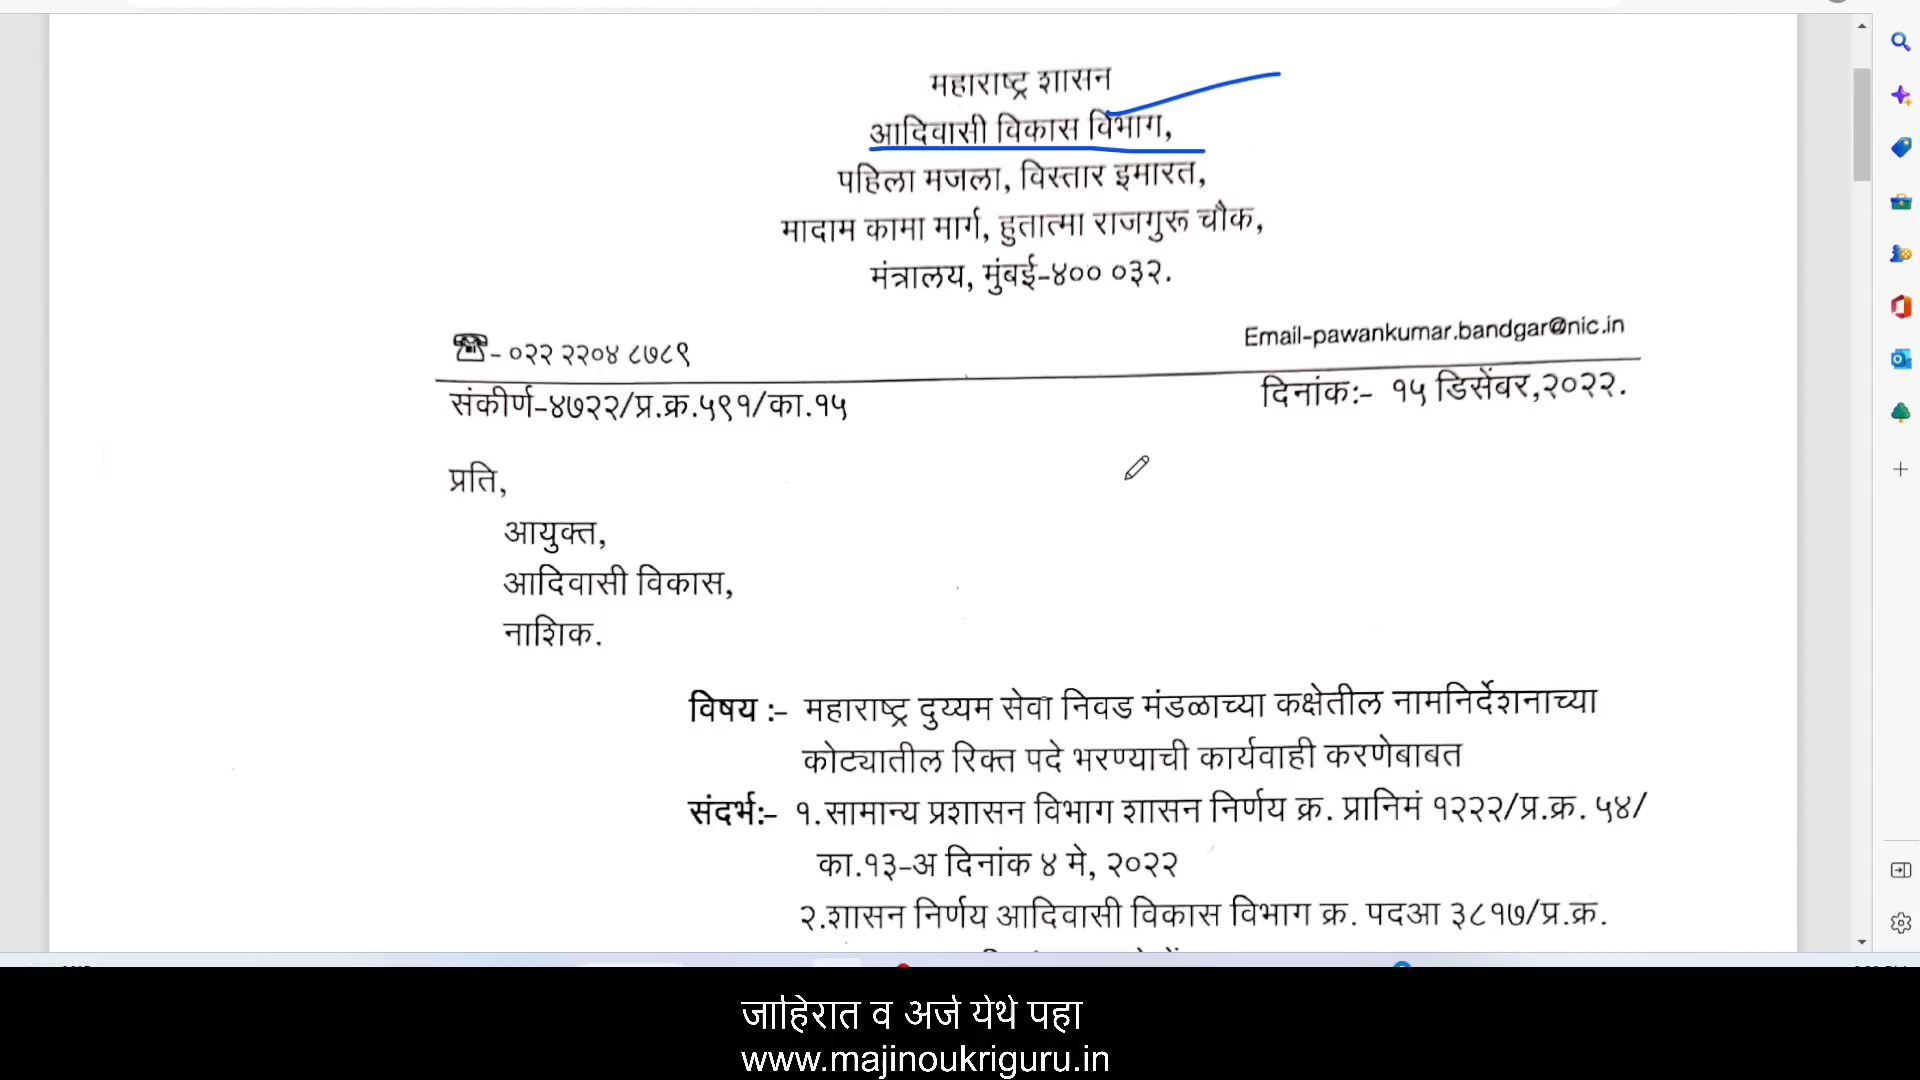 महाराष्ट्र शासन
आदिवासी विकास विभाग,
पहिला मजला, विस्तार इमारत,
मादाम कामा मार्ग, हुतात्मा राजगुरू चौक,
मंत्रालय, मुंबई-४०० ०३२.
☎- ०२२ २२०४ ८७८९
Email-pawankumar.bandgar@nic.in
संकीर्ण-४७२२/प्र.क्र.५९१/का.१५
दिनांक:- १५ डिसेंबर,२०२२.
प्रति,
आयुक्त,
आदिवासी विकास,
नाशिक.
विषय :- महाराष्ट्र दुय्यम सेवा निवड मंडळाच्या कक्षेतील नामनिर्देशनाच्या
कोट्यातील रिक्त पदे भरण्याची कार्यवाही करणेबाबत
संदर्भ:- १.सामान्य प्रशासन विभाग शासन निर्णय क्र. प्रानिमं १२२२/प्र.क्र. ५४/
का.१३-अ दिनांक ४ मे, २०२२
२.शासन निर्णय आदिवासी विकास विभाग क्र. पदआ ३८१७/प्र.क्र.
जाहिरात व अर्ज येथे पहा
www.majinoukriguru.in